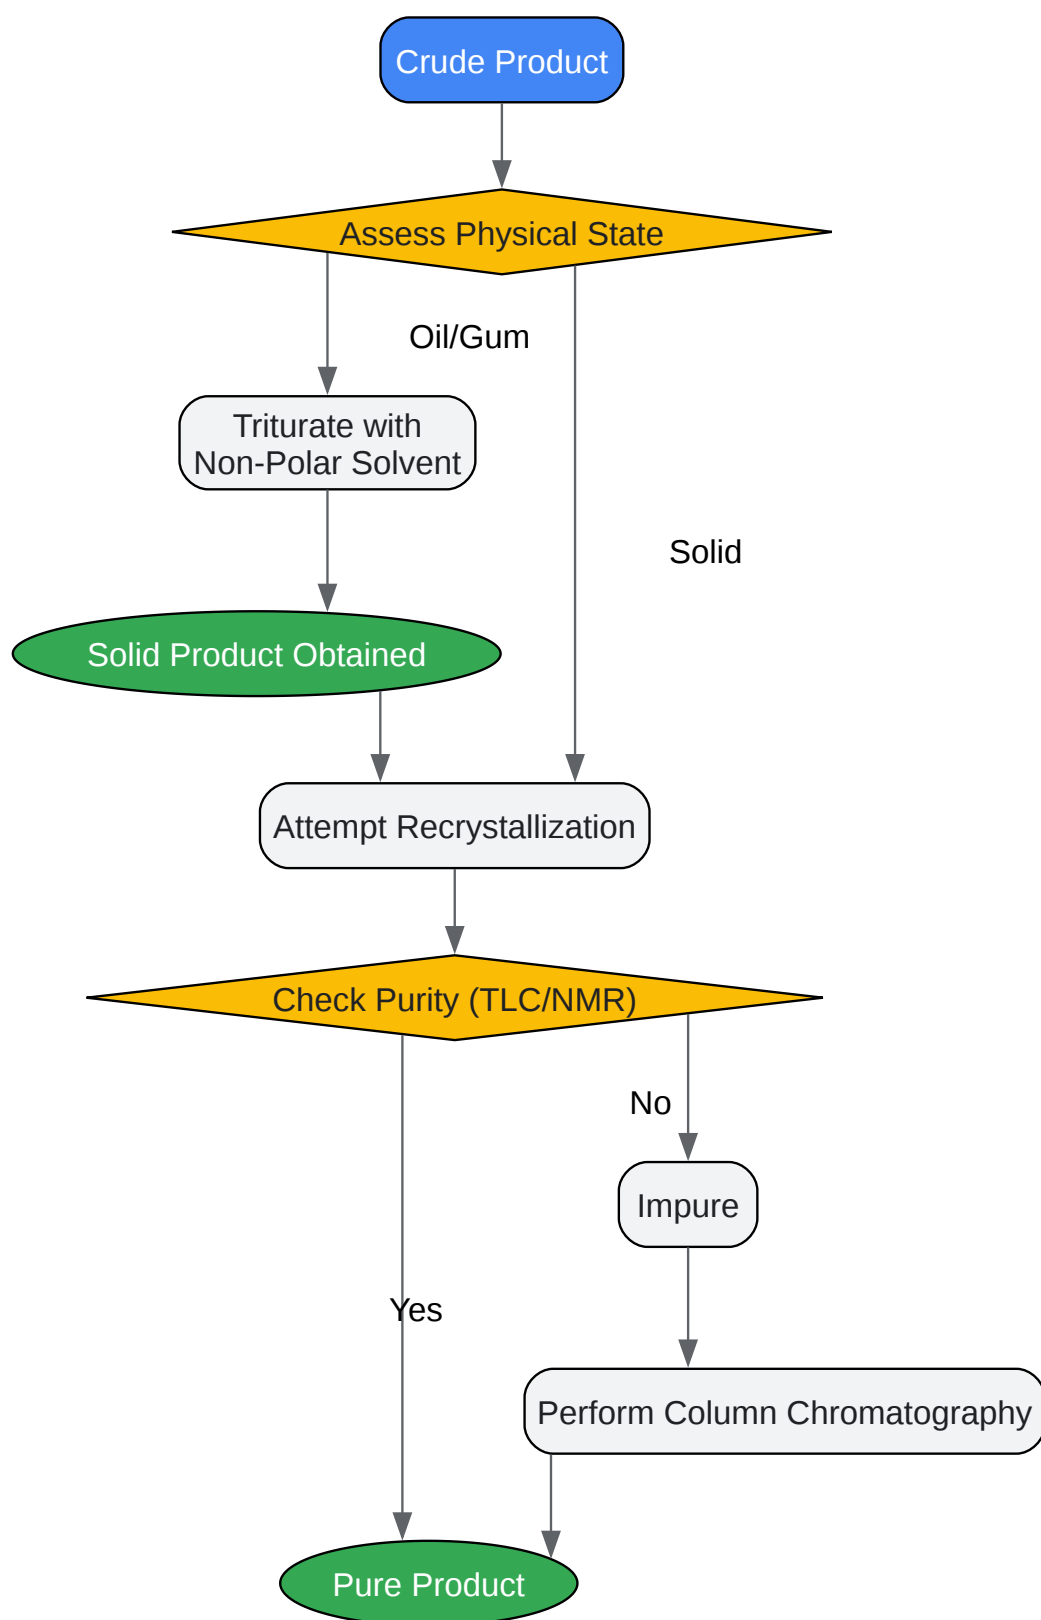 Crude Product
Assess Physical State
Oil/Gum
Triturate with
Non-Polar Solvent
Solid
Solid Product Obtained
Attempt Recrystallization
Check Purity (TLC/NMR)
No
Impure
Yes
Perform Column Chromatography
Pure Product